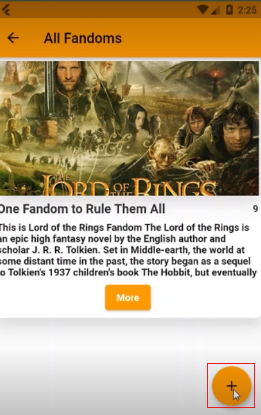 2:25
All Fandoms
THE
LORD OF THE RINGS
One Fandom to Rule Them All 9
This is Lord of the Rings Fandom The Lord of the Rings is
an epic high fantasy novel by the English author and
scholar J. R. R. Tolkien. Set in Middle-earth, the world at
some distant time in the past, the story began as a sequel
to Tolkien's 1937 children's book The Hobbit, but eventually
More
+